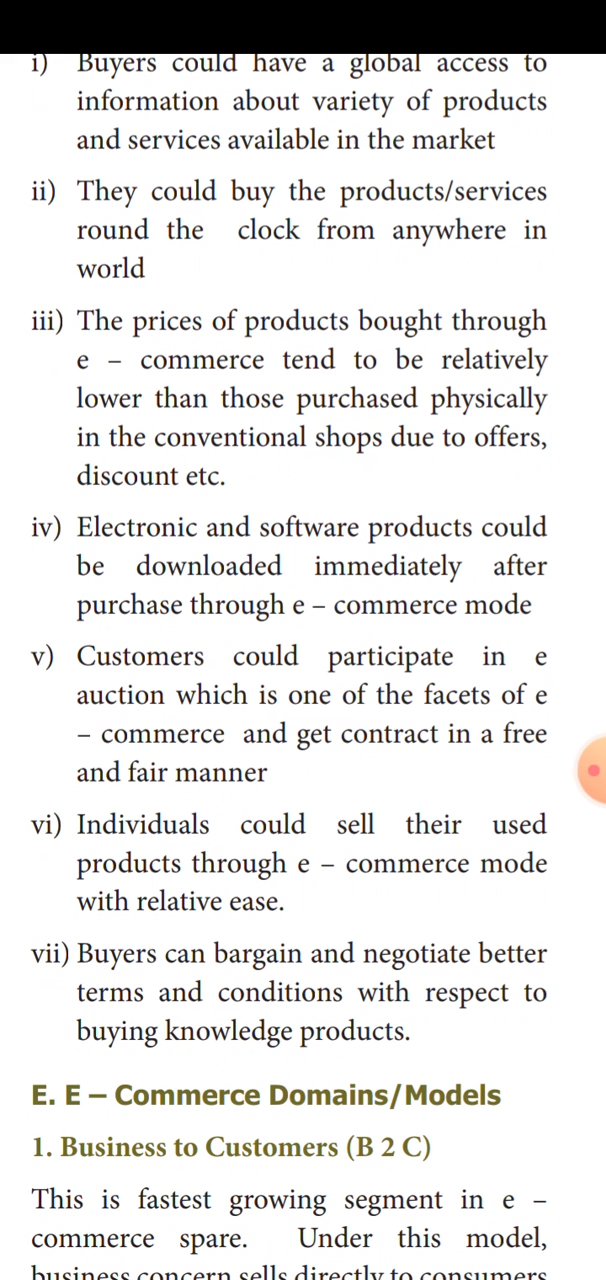 i) Buyers could have a global access to
information about variety of products
and services available in the market
ii) They could buy the products/services
round the clock from anywhere in
world
iii) The prices of products bought through
e – commerce tend to be relatively
lower than those purchased physically
in the conventional shops due to offers,
discount etc.
iv) Electronic and software products could
be downloaded immediately after
purchase through e – commerce mode
v) Customers could participate in e
auction which is one of the facets of e
– commerce and get contract in a free
and fair manner
vi) Individuals could sell their used
products through e – commerce mode
with relative ease.
vii) Buyers can bargain and negotiate better
terms and conditions with respect to
buying knowledge products.
E. E – Commerce Domains/Models
1. Business to Customers (B 2 C)
This is fastest growing segment in e –
commerce spare. Under this model,
business concern sells directly to consumers